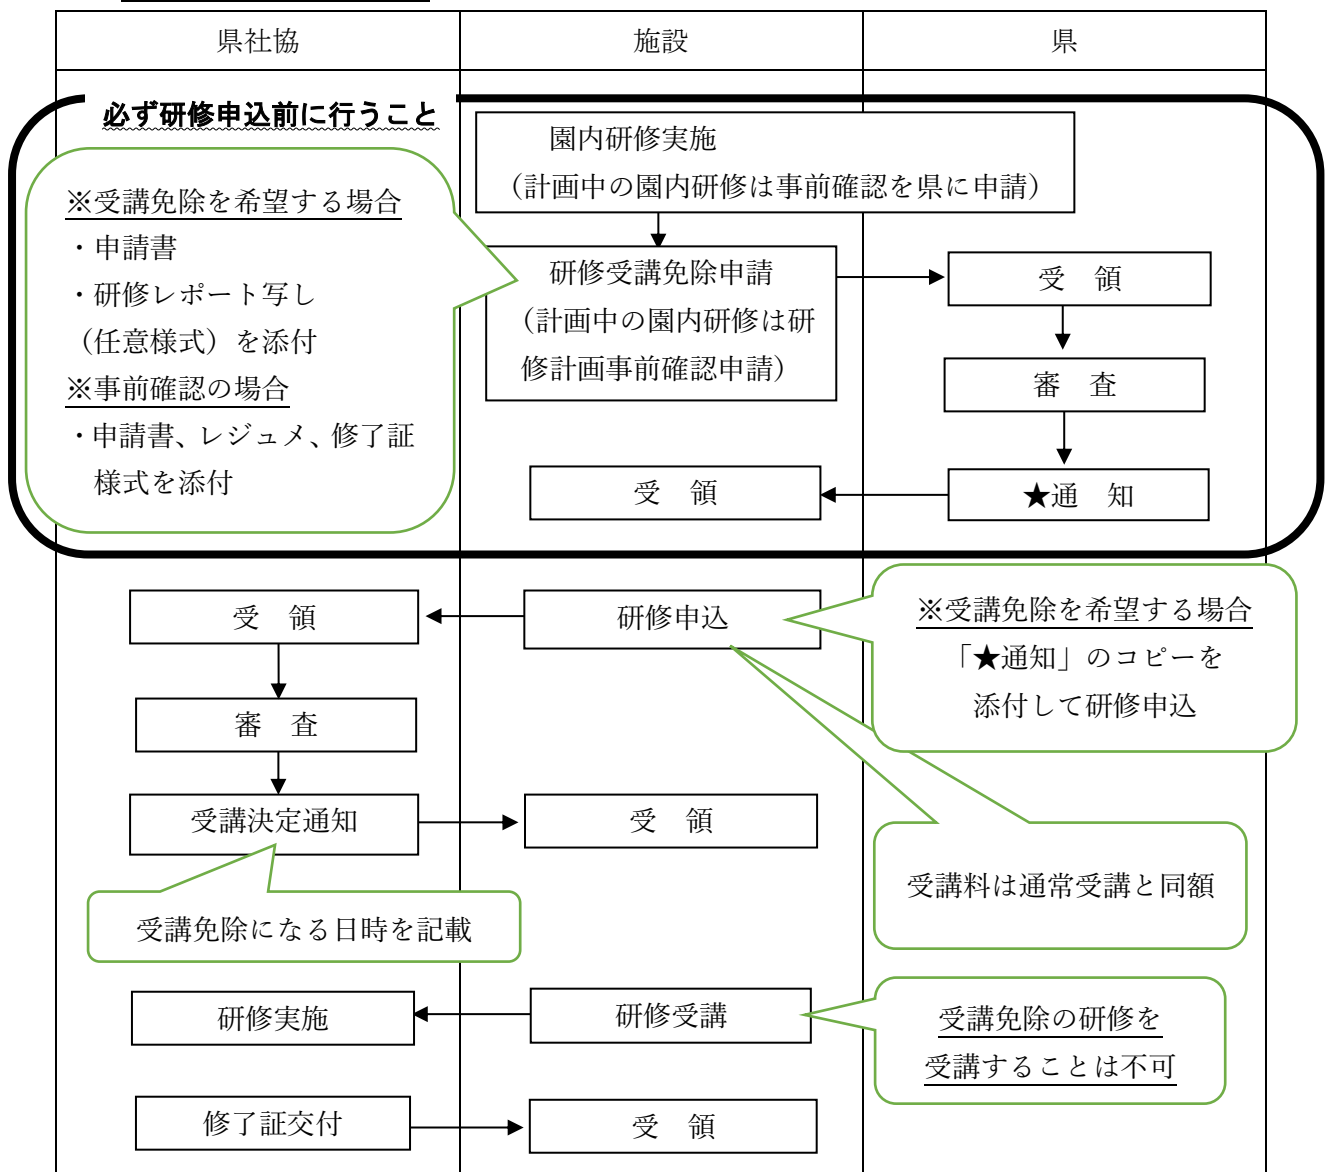 県社協
施設
県
必ず研修申込前に行うこと
園内研修実施
（計画中の園内研修は事前確認を県に申請）
※受講免除を希望する場合
・申請書
・研修レポート写し
（任意様式）を添付
※事前確認の場合
・申請書、レジュメ、修了証
様式を添付
研修受講免除申請
（計画中の園内研修は研
修計画事前確認申請）
受　領
審　査
★通　知
受　領
研修申込
受　領
※受講免除を希望する場合
「★通知」のコピーを
添付して研修申込
審　査
受講決定通知
受　領
受講料は通常受講と同額
受講免除になる日時を記載
研修受講
研修実施
受講免除の研修を
受講することは不可
修了証交付
受　領